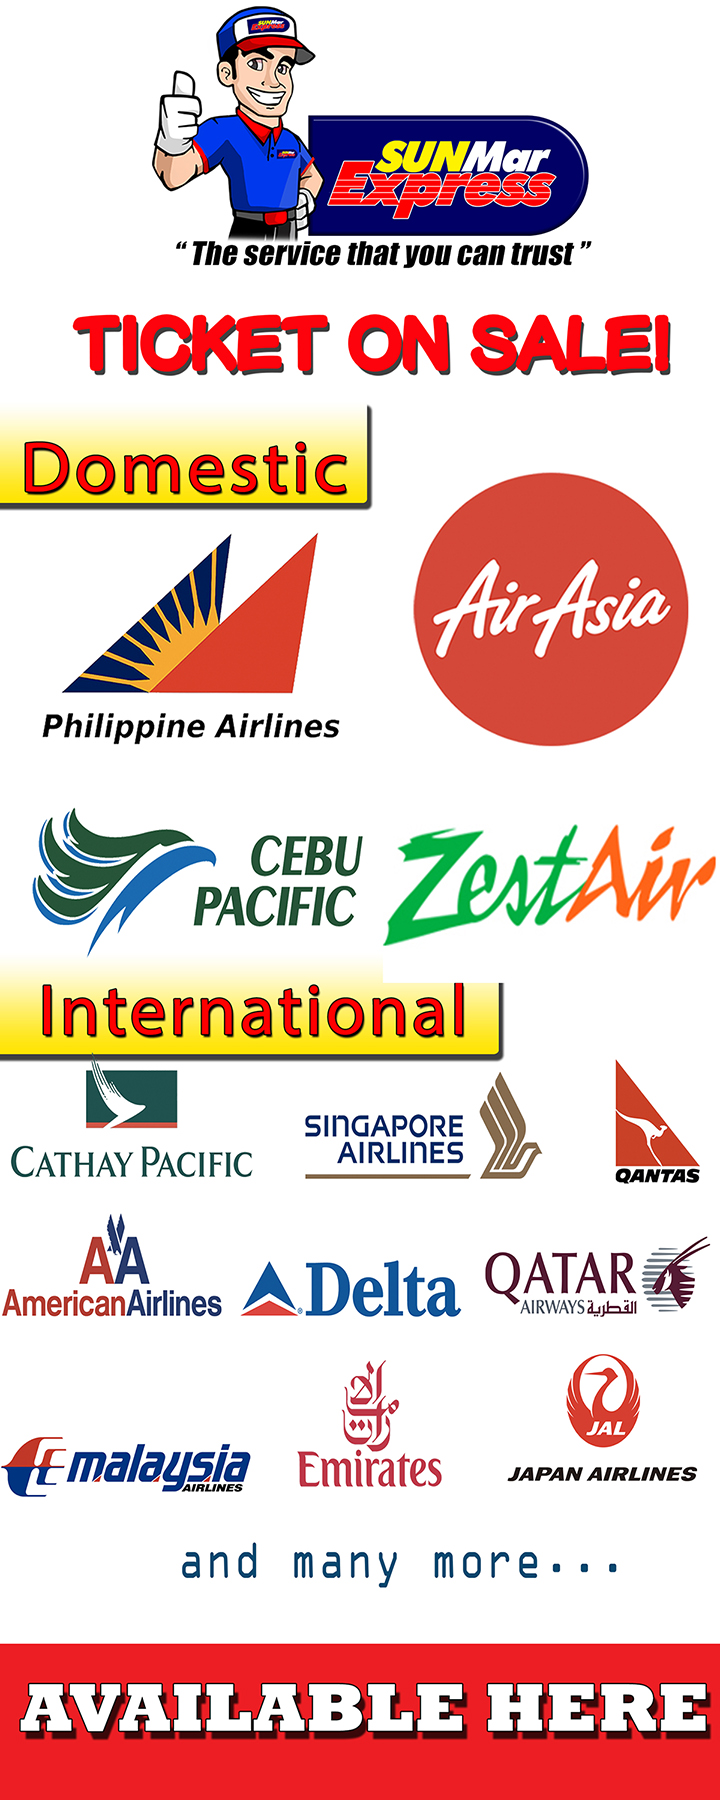 SUNMar
Express
SUNMar
Express
“ The service that you can trust ”
TICKET ON SALE!
Domestic
Philippine Airlines
AirAsia
CEBU
PACIFIC
ZestAir
International
CATHAY PACIFIC
SINGAPORE
AIRLINES
QANTAS
AA
AmericanAirlines
Delta
®
QATAR
AIRWAYS القطرية
malaysia
AIRLINES
Emirates
JAL
JAPAN AIRLINES
and many more...
AVAILABLE HERE